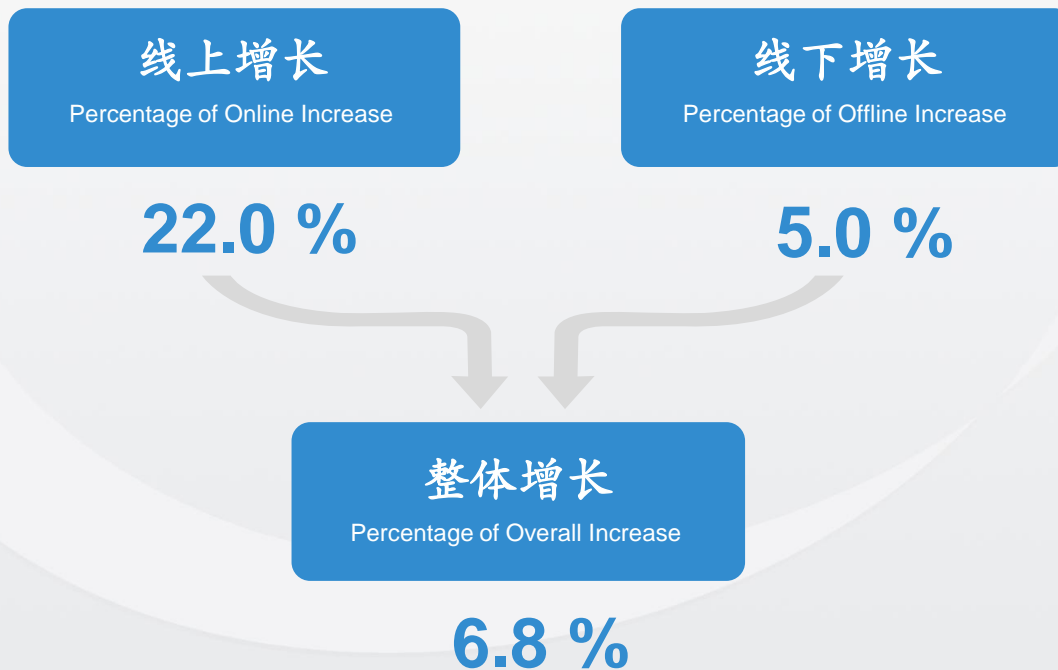 线上增长
Percentage of Online Increase
22.0 %
线下增长
Percentage of Offline Increase
5.0 %
整体增长
Percentage of Overall Increase
6.8 %